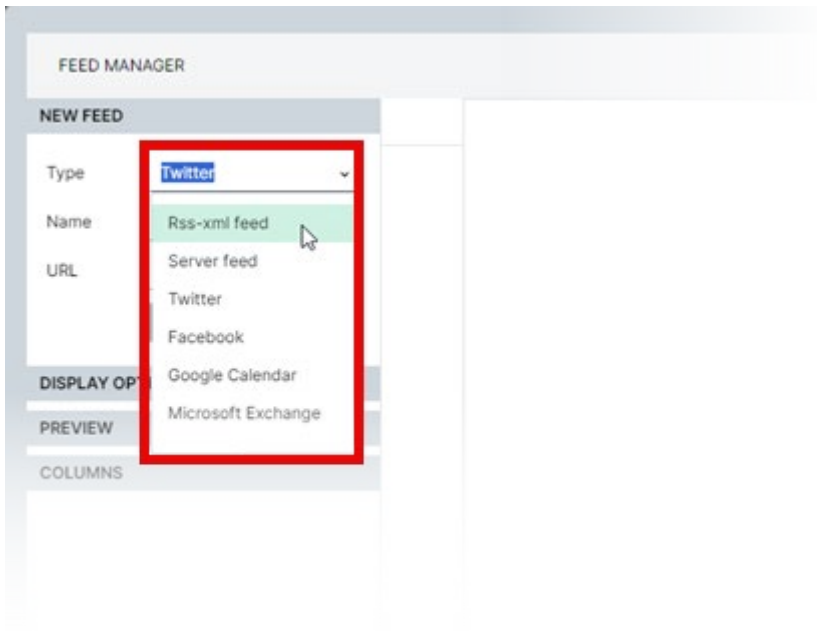 FEED MANAGER
NEW FEED
Type
Twitter
Name
Rss-xml feed
URL
Server feed
Twitter
Facebook
DISPLAY OPT
Google Calendar
PREVIEW
Microsoft Exchange
COLUMNS